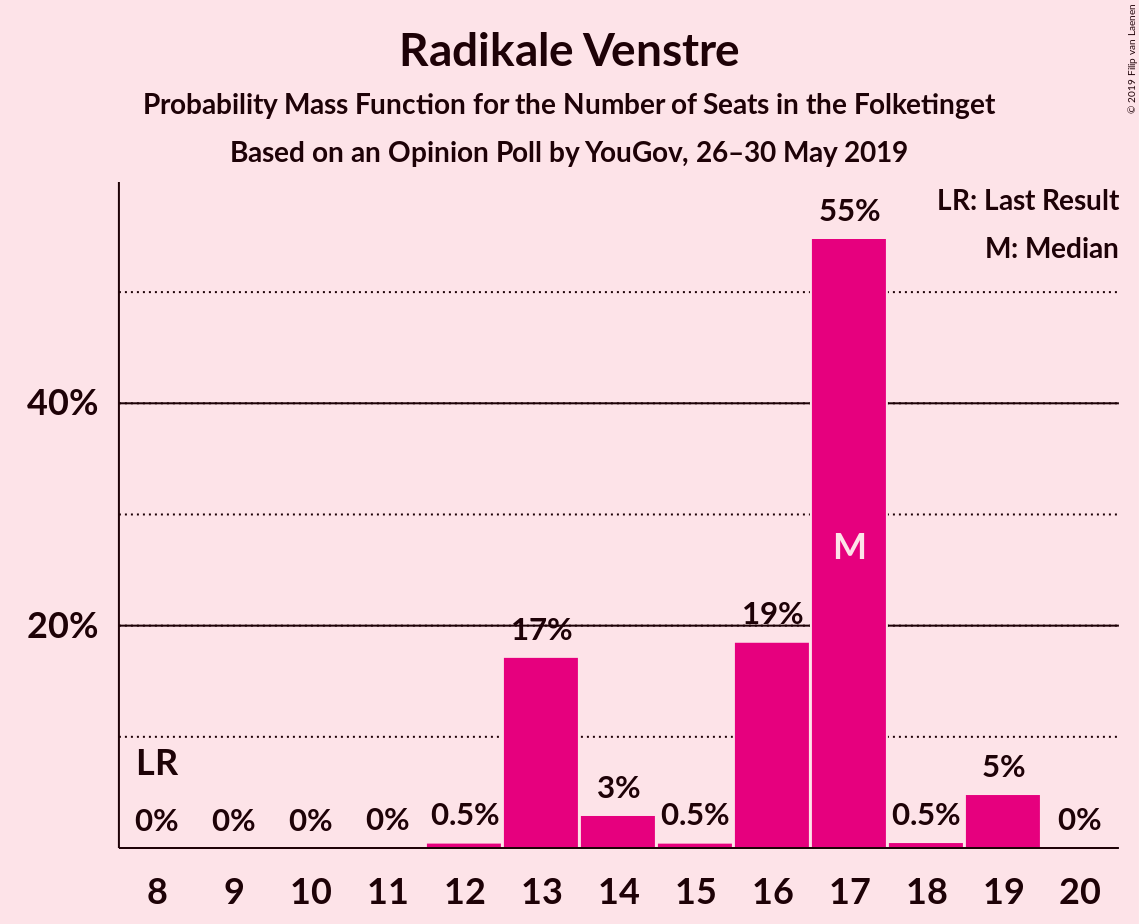 Radikale Venstre
Probability Mass Function for the Number of Seats in the Folketinget
Based on an Opinion Poll by YouGov, 26–30 May 2019
© 2019 Filip van Laenen
LR: Last Result
M: Median
55%
40%
M
20%
19%
17%
LR
5%
3%
0% 0% 0% 0% 0.5% 0.5% 0.5% 0%
8 9 10 11 12 13 14 15 16 17 18 19 20